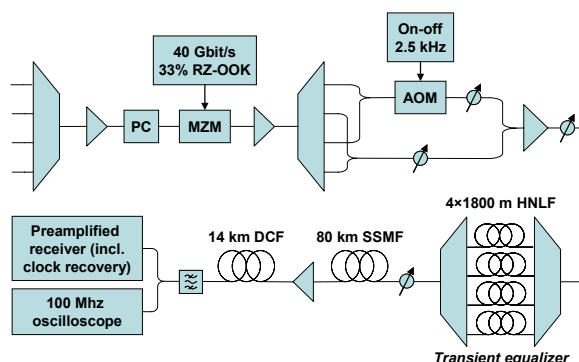 40 Gbit/s
33% RZ-OOK
On-off
2.5 kHz
PC
MZM
AOM
4×1800 m HNLF
Preamplified
receiver (incl.
clock recovery)
14 km DCF
80 km SSMF
100 Mhz
oscilloscope
Transient equalizer